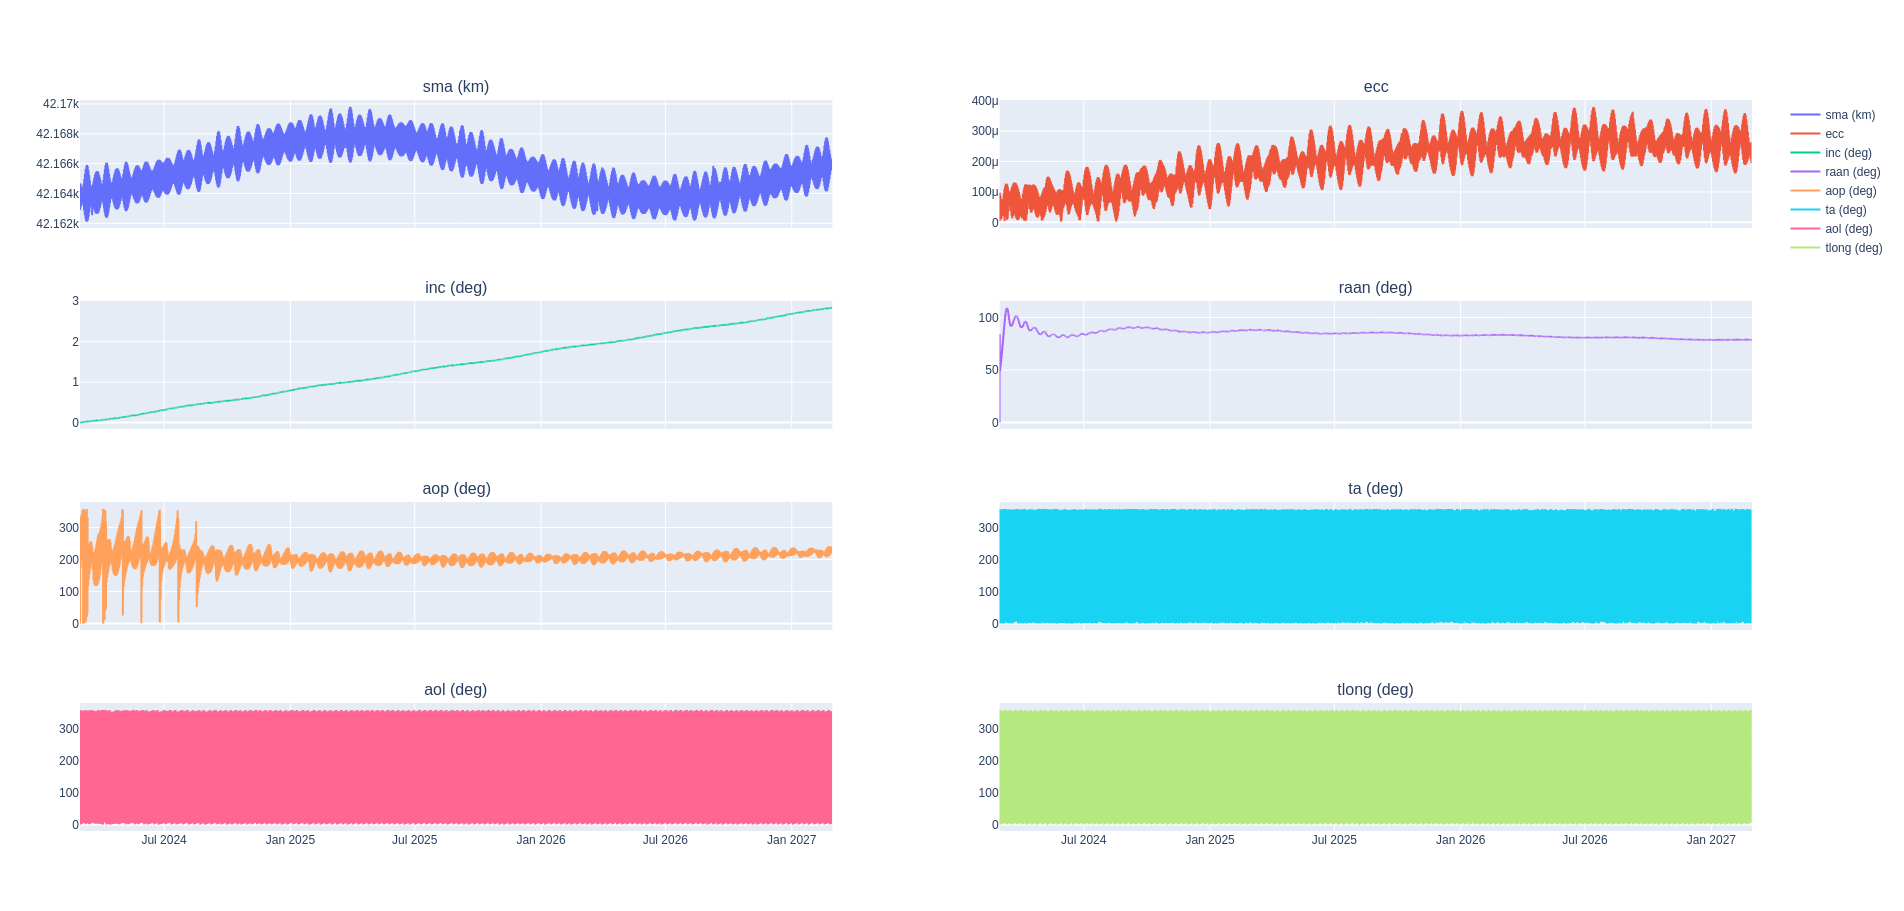 sma (km)
42.17k
42.168k
42.166k
42.164k
42.162k
ecc
400μ
300μ
200μ
100μ
0
sma (km)
ecc
inc (deg)
raan (deg)
aop (deg)
ta (deg)
aol (deg)
tlong (deg)
inc (deg)
3
2
1
0
raan (deg)
100
50
0
aop (deg)
300
200
100
0
ta (deg)
300
200
100
0
aol (deg)
300
200
100
0
Jul 2024 Jan 2025 Jul 2025 Jan 2026 Jul 2026 Jan 2027
tlong (deg)
300
200
100
0
Jul 2024 Jan 2025 Jul 2025 Jan 2026 Jul 2026 Jan 2027